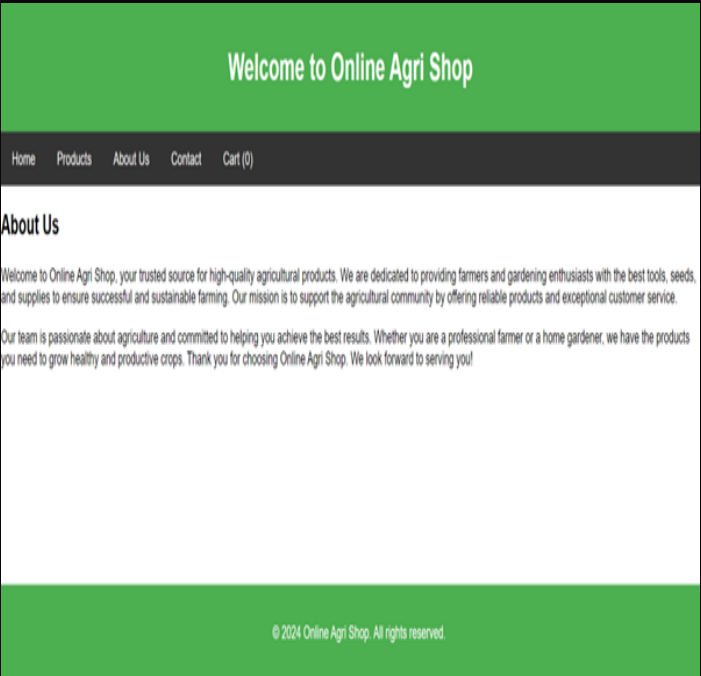 Welcome to Online Agri Shop
Home Products About Us Contact Cart (0)
About Us
Welcome to Online Agri Shop, your trusted source for high-quality agricultural products. We are dedicated to providing farmers and gardening enthusiasts with the best tools, seeds,
and supplies to ensure successful and sustainable farming. Our mission is to support the agricultural community by offering reliable products and exceptional customer service.
Our team is passionate about agriculture and committed to helping you achieve the best results. Whether you are a professional farmer or a home gardener, we have the products
you need to grow healthy and productive crops. Thank you for choosing Online Agri Shop. We look forward to serving you!
© 2024 Online Agri Shop. All rights reserved.